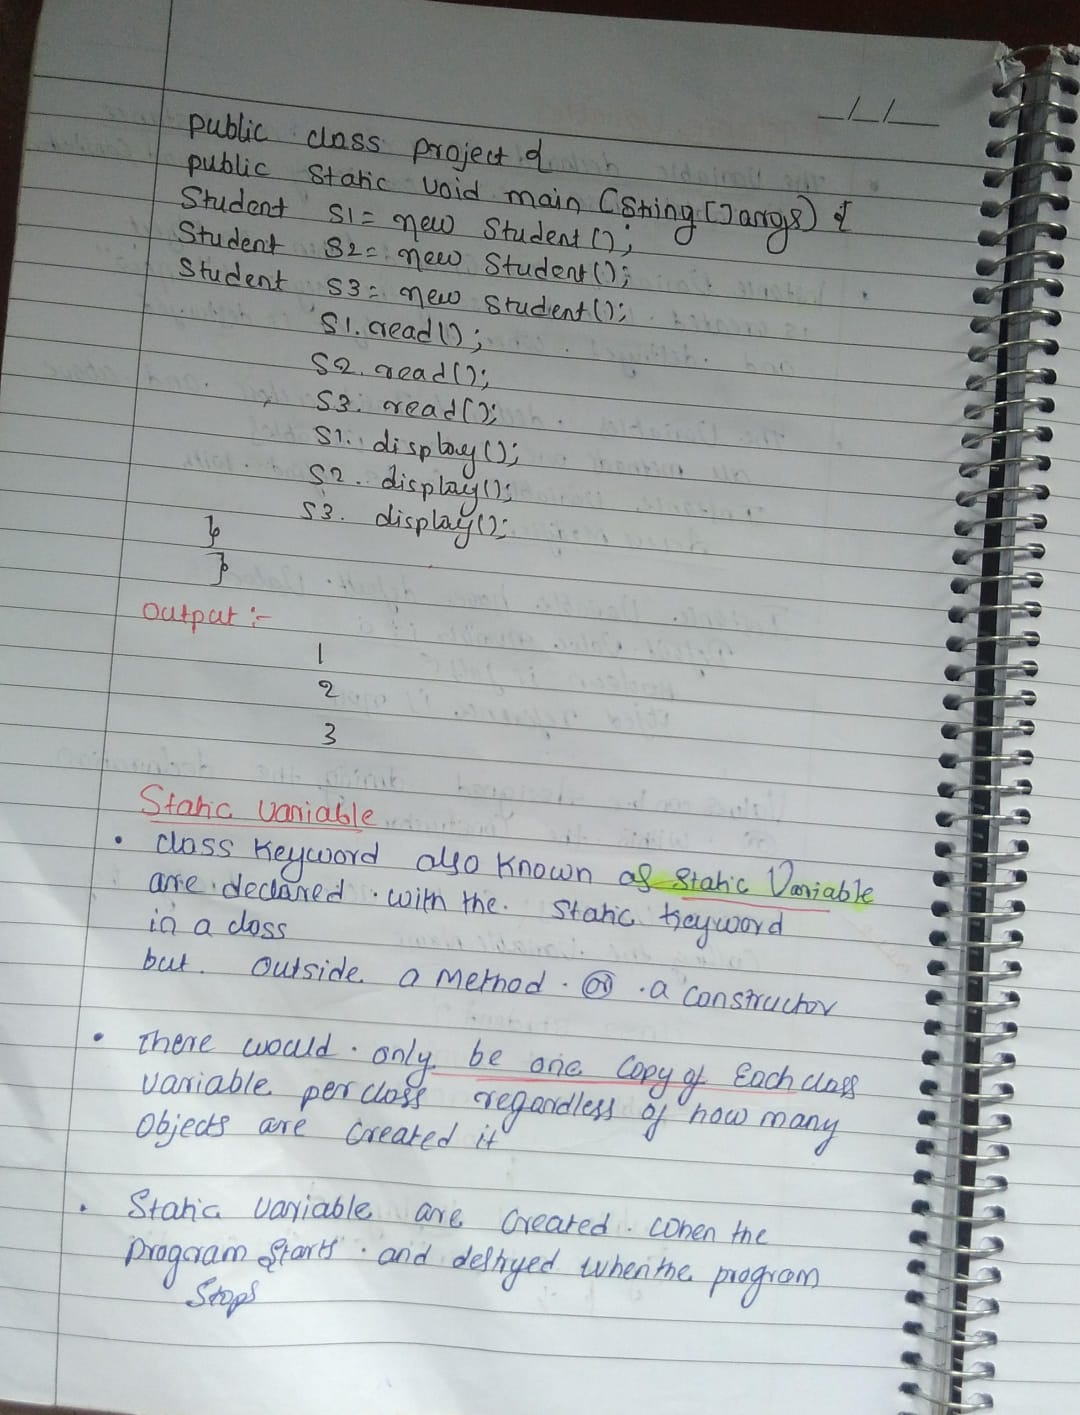 _/_/__
public class project {
public static void main (String[] args) {
Student S1 = new Student();
Student S2 = new Student();
Student S3 = new Student();
S1. read();
S2. read();
S3. read();
S1. display();
S2. display();
S3. display();
}
}
Output :-
1
2
3
Static variable
• class keyword also known as Static Variable
are declared with the static keyword
in a class
but outside a method or a constructor
• There would only be one copy of Each class
variable per class regardless of how many
Objects are created it
• Static variable are created when the
program starts and destryed when the program
Stops